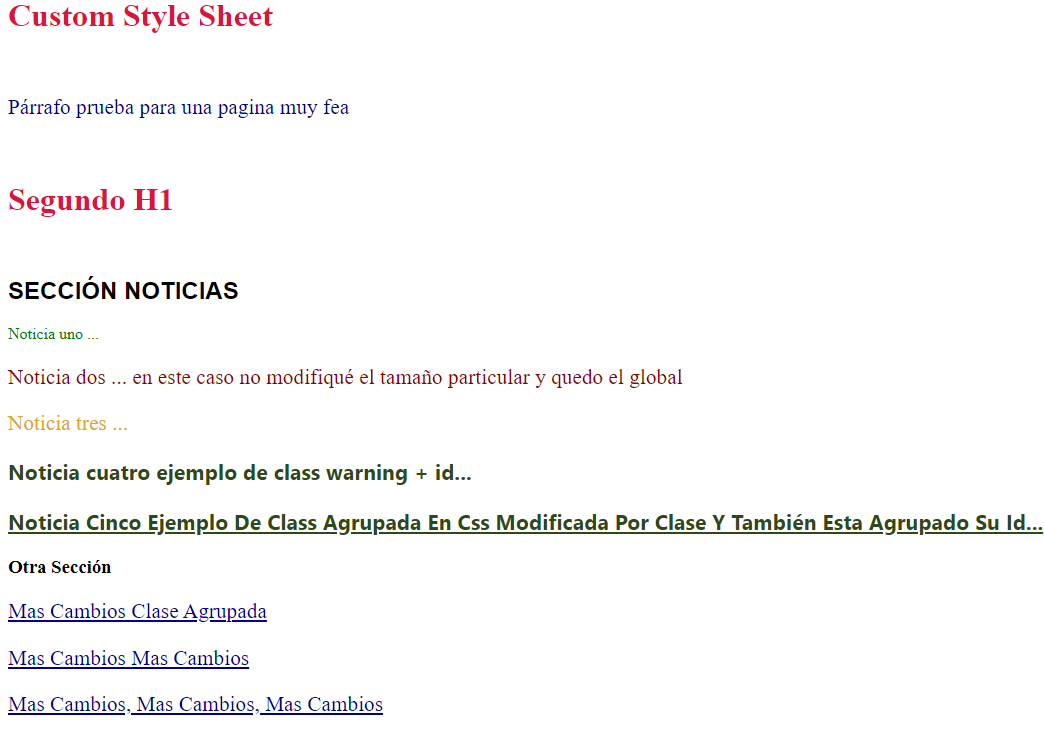 Custom Style Sheet
Párrafo prueba para una pagina muy fea
Segundo H1
SECCIÓN NOTICIAS
Noticia uno ...
Noticia dos ... en este caso no modifiqué el tamaño particular y quedo el global
Noticia tres ...
Noticia cuatro ejemplo de class warning + id...
Noticia Cinco Ejemplo De Class Agrupada En Css Modificada Por Clase Y También Esta Agrupado Su Id...
Otra Sección
Mas Cambios Clase Agrupada
Mas Cambios Mas Cambios
Mas Cambios, Mas Cambios, Mas Cambios